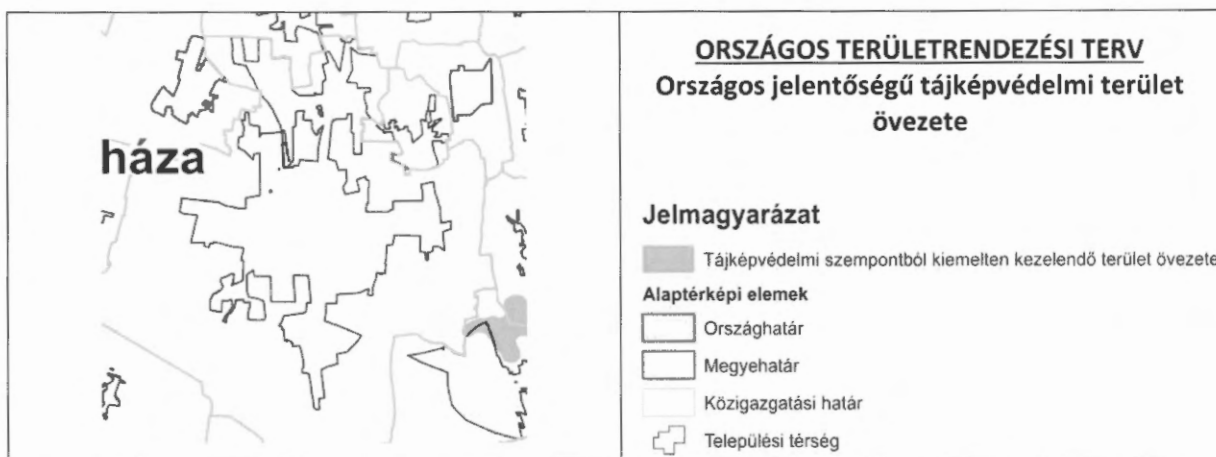 háza
ORSZÁGOS TERÜLETRENDEZÉSI TERV
Országos jelentőségű tájképvédelmi terület
övezete
Jelmagyarázat
Tájképvédelmi szempontból kiemelten kezelendő terület övezete
Alaptérképi elemek
Országhatár
Megyehatár
Közigazgatási határ
Települési térség